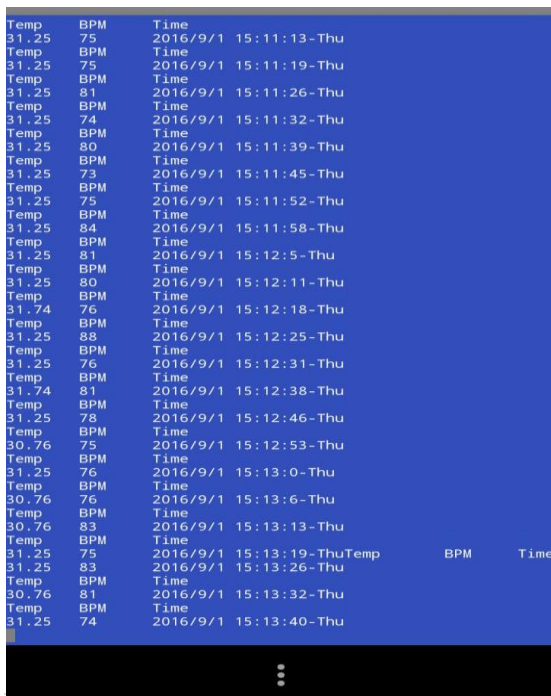 Temp BPM Time
31.25 75 2016/9/1 15:11:13-Thu
Temp BPM Time
31.25 75 2016/9/1 15:11:19-Thu
Temp BPM Time
31.25 81 2016/9/1 15:11:26-Thu
Temp BPM Time
31.25 74 2016/9/1 15:11:32-Thu
Temp BPM Time
31.25 80 2016/9/1 15:11:39-Thu
Temp BPM Time
31.25 73 2016/9/1 15:11:45-Thu
Temp BPM Time
31.25 75 2016/9/1 15:11:52-Thu
Temp BPM Time
31.25 84 2016/9/1 15:11:58-Thu
Temp BPM Time
31.25 81 2016/9/1 15:12:5-Thu
Temp BPM Time
31.25 80 2016/9/1 15:12:11-Thu
Temp BPM Time
31.74 76 2016/9/1 15:12:18-Thu
Temp BPM Time
31.25 88 2016/9/1 15:12:25-Thu
Temp BPM Time
31.25 76 2016/9/1 15:12:31-Thu
Temp BPM Time
31.74 81 2016/9/1 15:12:38-Thu
Temp BPM Time
31.25 78 2016/9/1 15:12:46-Thu
Temp BPM Time
30.76 75 2016/9/1 15:12:53-Thu
Temp BPM Time
31.25 76 2016/9/1 15:13:0-Thu
Temp BPM Time
30.76 76 2016/9/1 15:13:6-Thu
Temp BPM Time
30.76 83 2016/9/1 15:13:13-Thu
Temp BPM Time
31.25 75 2016/9/1 15:13:19-ThuTemp BPM Time
31.25 83 2016/9/1 15:13:26-Thu
Temp BPM Time
30.76 81 2016/9/1 15:13:32-Thu
Temp BPM Time
31.25 74 2016/9/1 15:13:40-Thu